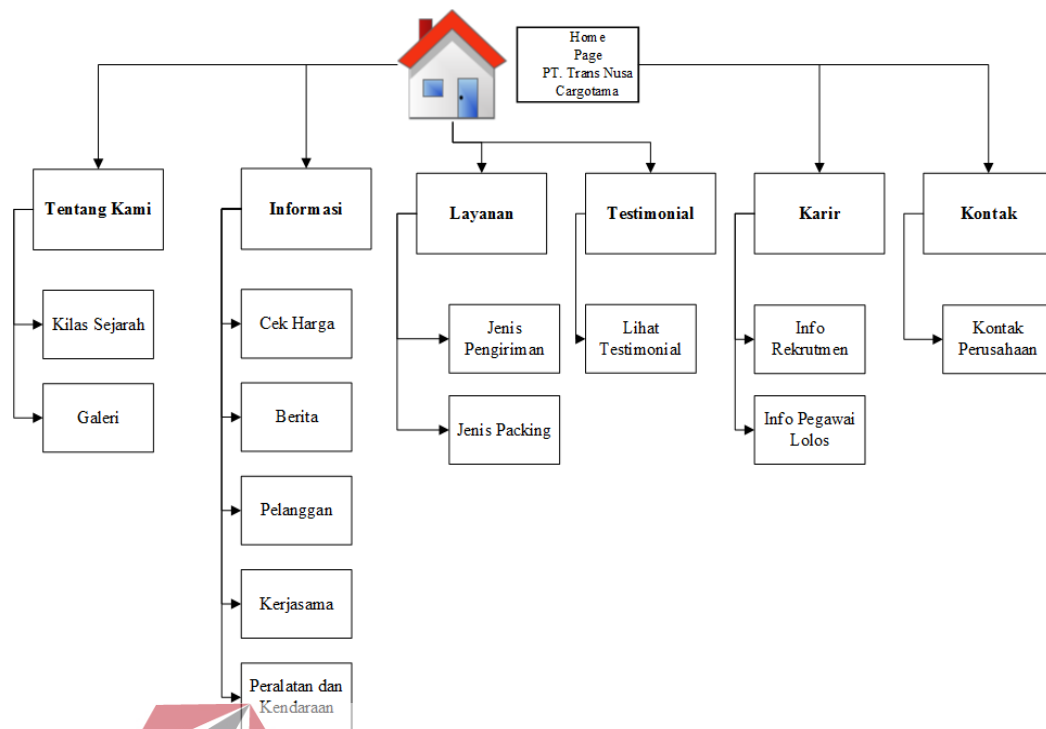 Home
Page
PT. Trans Nusa
Cargotama
Tentang Kami
Informasi
Layanan
Testimonial
Karir
Kontak
Kilas Sejarah
Galeri
Cek Harga
Berita
Pelanggan
Kerjasama
Peralatan dan
Kendaraan
Jenis
Pengiriman
Jenis Packing
Lihat
Testimonial
Info
Rekrutmen
Info Pegawai
Lolos
Kontak
Perusahaan